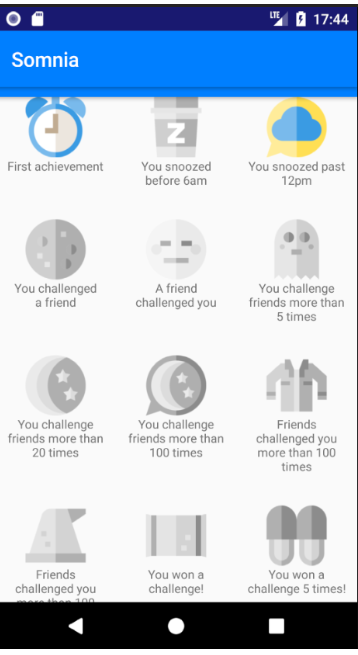 LTE 17:44
Somnia
First achievement
You snoozed
before 6am
You snoozed past
12pm
You challenged
a friend
A friend
challenged you
You challenge
friends more than
5 times
You challenge
friends more than
20 times
You challenge
friends more than
100 times
Friends
challenged you
more than 100
times
Friends
challenged you
more than 100
You won a
challenge!
You won a
challenge 5 times!
z